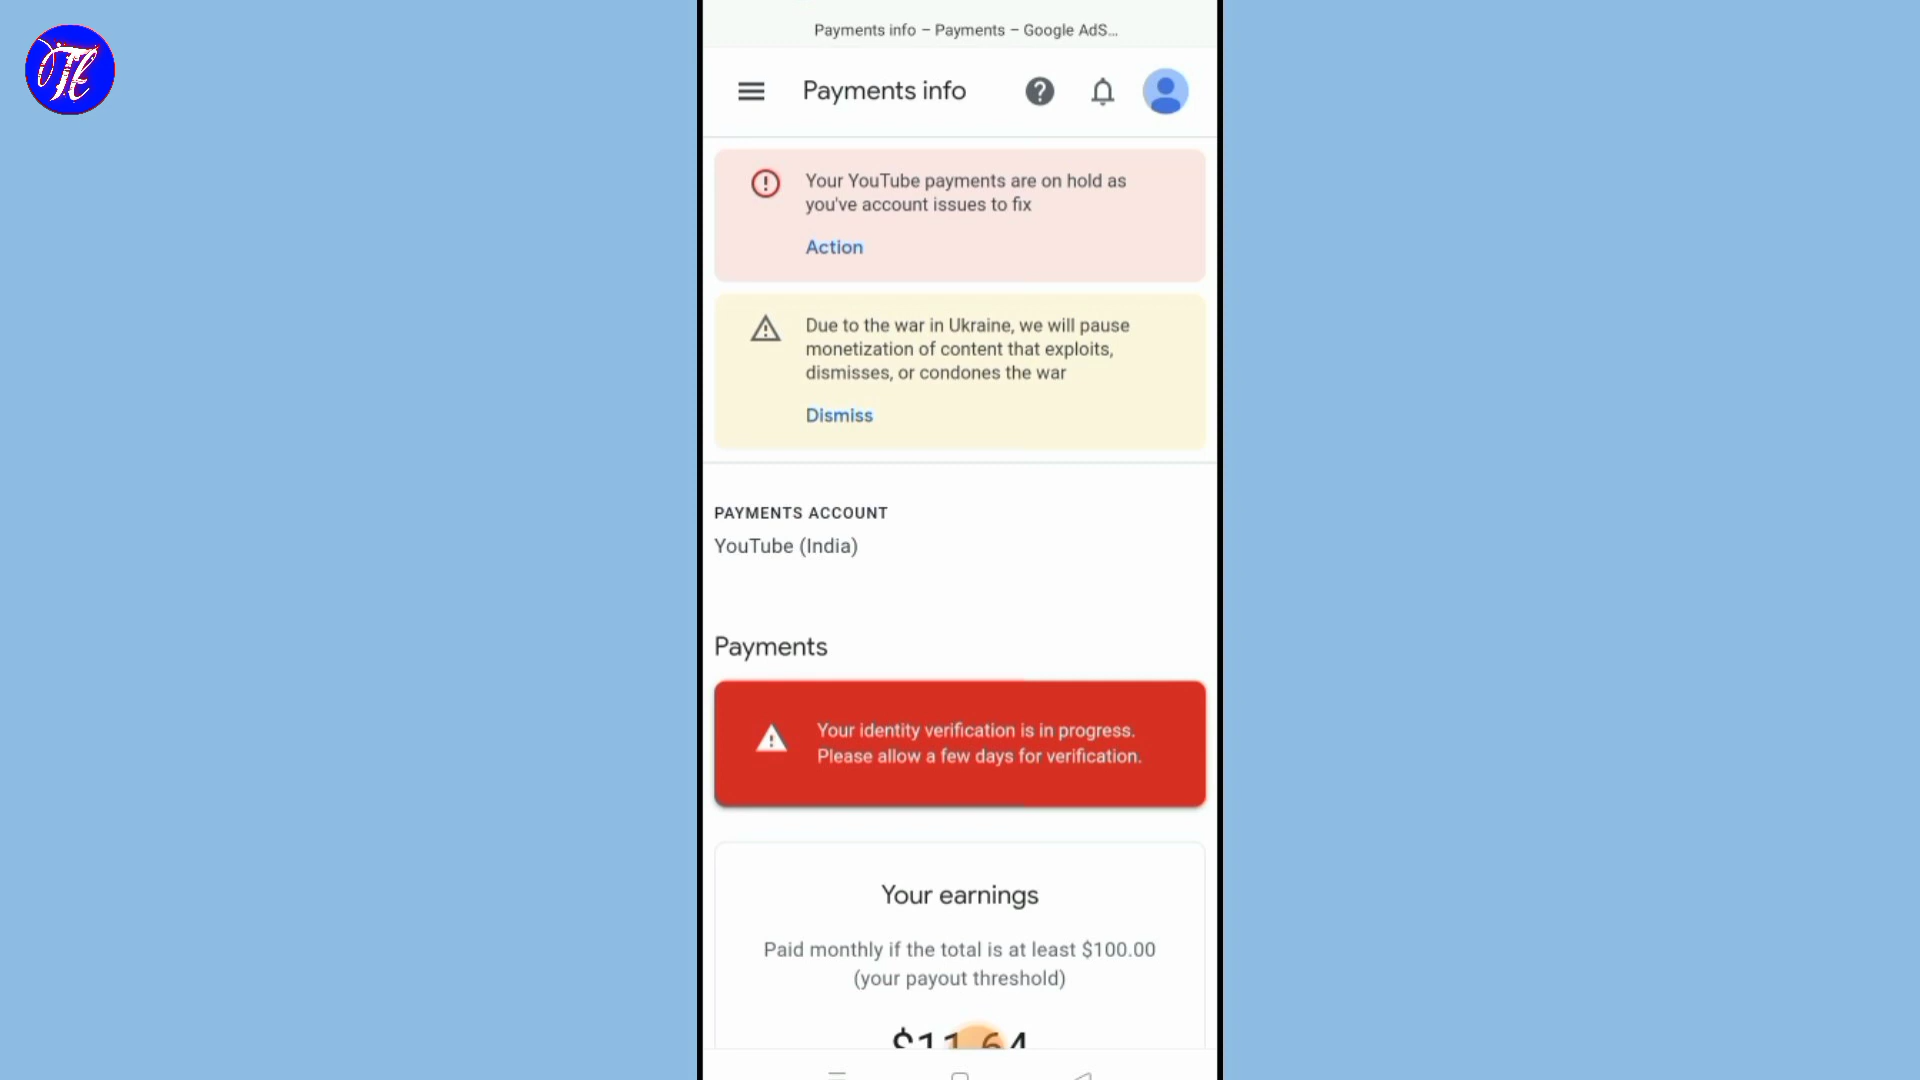 Payments info – Payments – Google AdS...
Payments info
Your YouTube payments are on hold as
you've account issues to fix
Action
Due to the war in Ukraine, we will pause
monetization of content that exploits,
dismisses, or condones the war
Dismiss
PAYMENTS ACCOUNT
YouTube (India)
Payments
Your identity verification is in progress.
Please allow a few days for verification.
Your earnings
Paid monthly if the total is at least $100.00
(your payout threshold)
$11.64